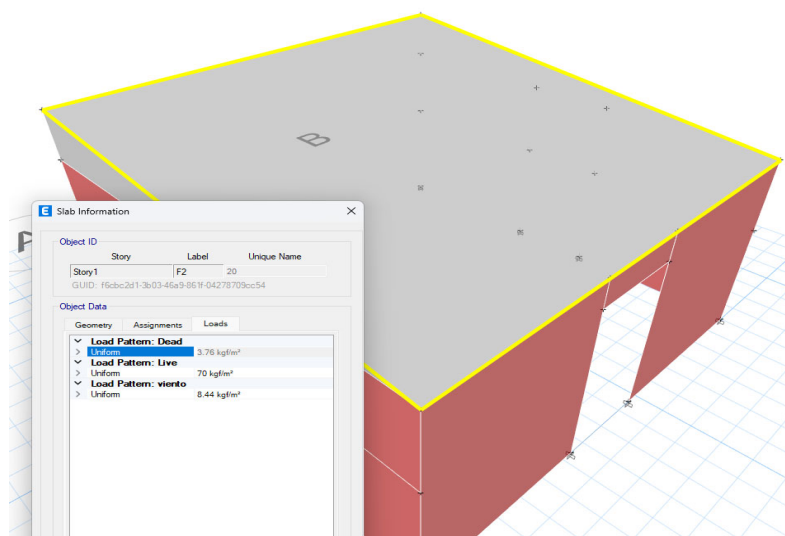 B
E Slab Information
Object ID
Story Label Unique Name
Story1 F2 20
GUID: f6cbc2d1-3b03-46a9-861f-04278709cc54
Object Data
Geometry Assignments Loads
Load Pattern: Dead
Uniform 3.76 kgf/m²
Load Pattern: Live
Uniform 70 kgf/m²
Load Pattern: viento
Uniform 8.44 kgf/m²